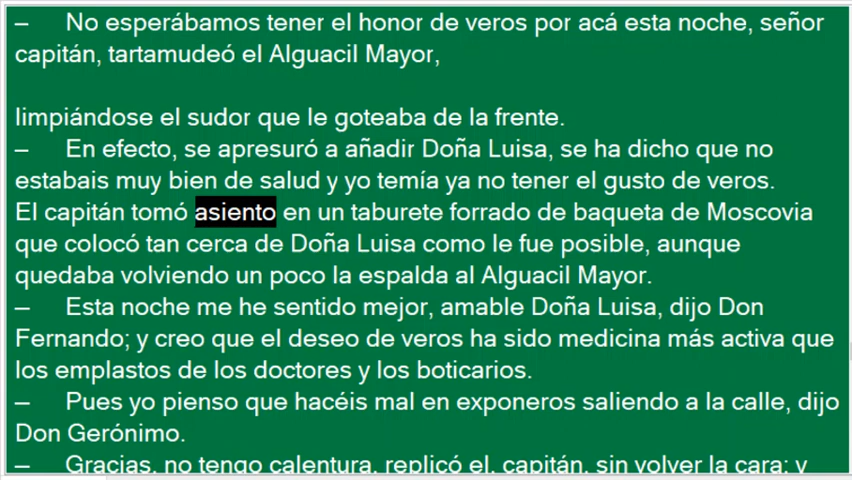 – No esperábamos tener el honor de veros por acá esta noche, señor
capitán, tartamudeó el Alguacil Mayor,
limpiándose el sudor que le goteaba de la frente.
– En efecto, se apresuró a añadir Doña Luisa, se ha dicho que no
estabais muy bien de salud y yo temía ya no tener el gusto de veros.
El capitán tomó asiento en un taburete forrado de baqueta de Moscovia
que colocó tan cerca de Doña Luisa como le fue posible, aunque
quedaba volviendo un poco la espalda al Alguacil Mayor.
– Esta noche me he sentido mejor, amable Doña Luisa, dijo Don
Fernando; y creo que el deseo de veros ha sido medicina más activa que
los emplastos de los doctores y los boticarios.
– Pues yo pienso que hacéis mal en exponeros saliendo a la calle, dijo
Don Gerónimo.
– Gracias, no tengo calentura, replicó el, capitán, sin volver la cara; y